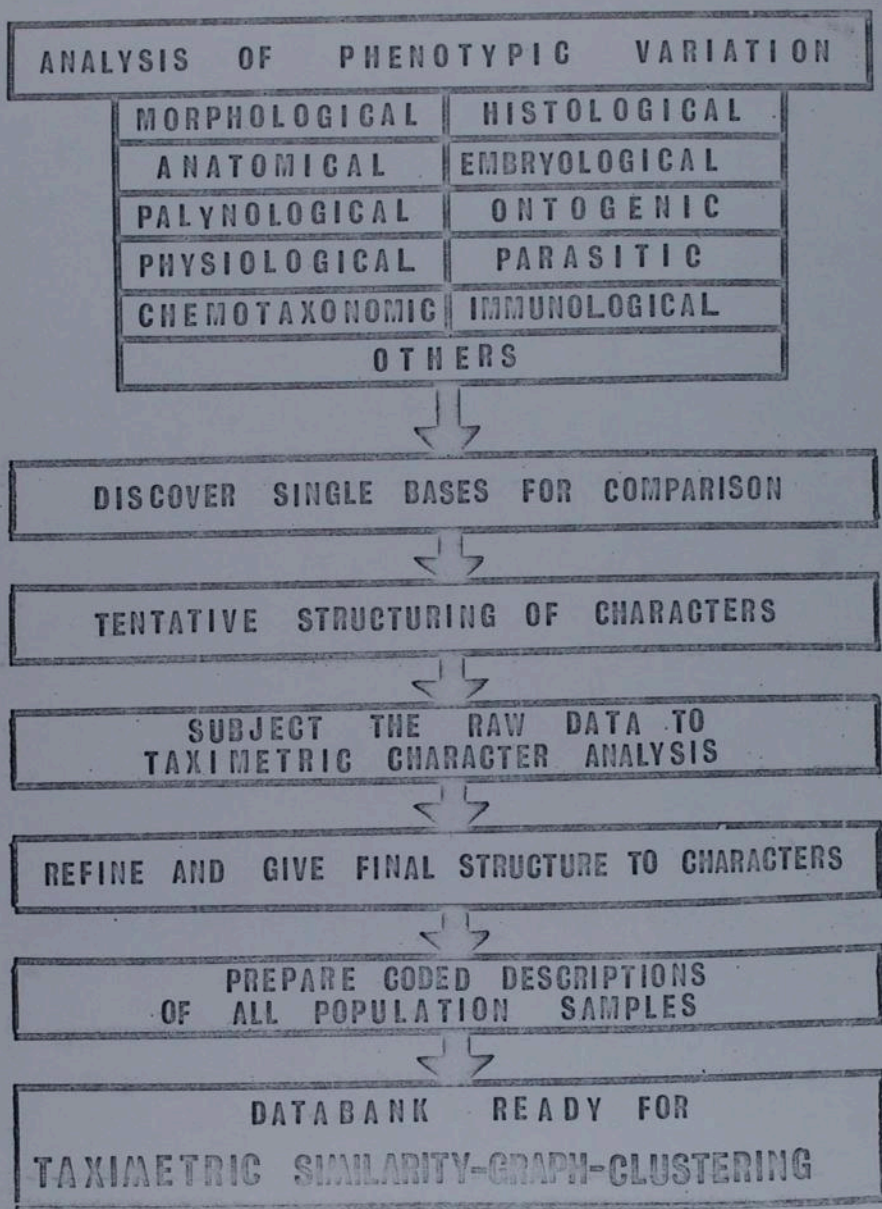 ANALYSIS OF PHENOTYPIC VARIATION
MORPHOLOGICAL HISTOLOGICAL
ANATOMICAL EMBRYOLOGICAL
PALYNOLOGICAL ONTOGENIC
PHYSIOLOGICAL PARASITIC
CHEMOTAXONOMIC IMMUNOLOGICAL
OTHERS
DISCOVER SINGLE BASES FOR COMPARISON
TENTATIVE STRUCTURING OF CHARACTERS
SUBJECT THE RAW DATA TO
TAXIMETRIC CHARACTER ANALYSIS
REFINE AND GIVE FINAL STRUCTURE TO CHARACTERS
PREPARE CODED DESCRIPTIONS
OF ALL POPULATION SAMPLES
DATABANK READY FOR
TAXIMETRIC SIMILARITY-GRAPH-CLUSTERING